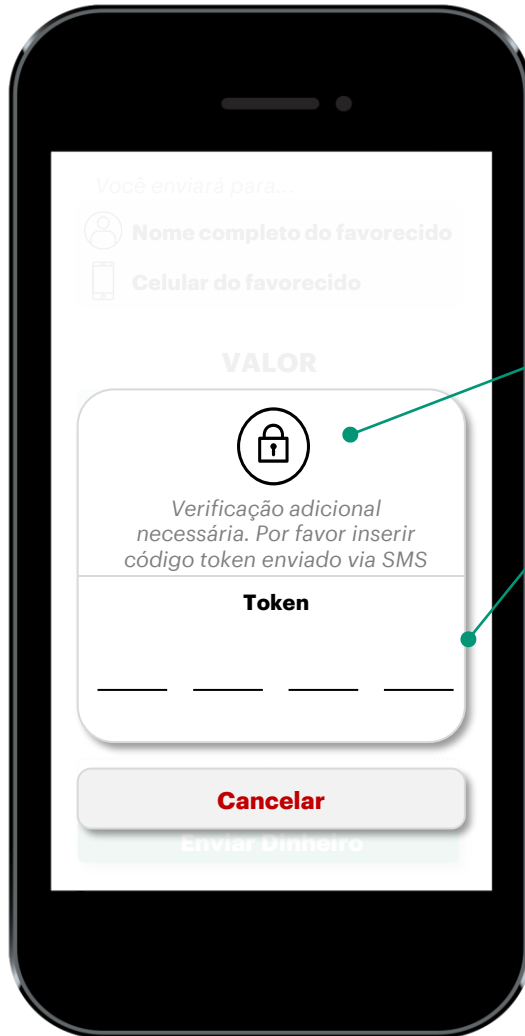 Você enviará para...
Nome completo do favorecido
Celular do favorecido
VALOR
Verificação adicional
necessária. Por favor inserir
código token enviado via SMS
Token
Cancelar
Enviar Dinheiro